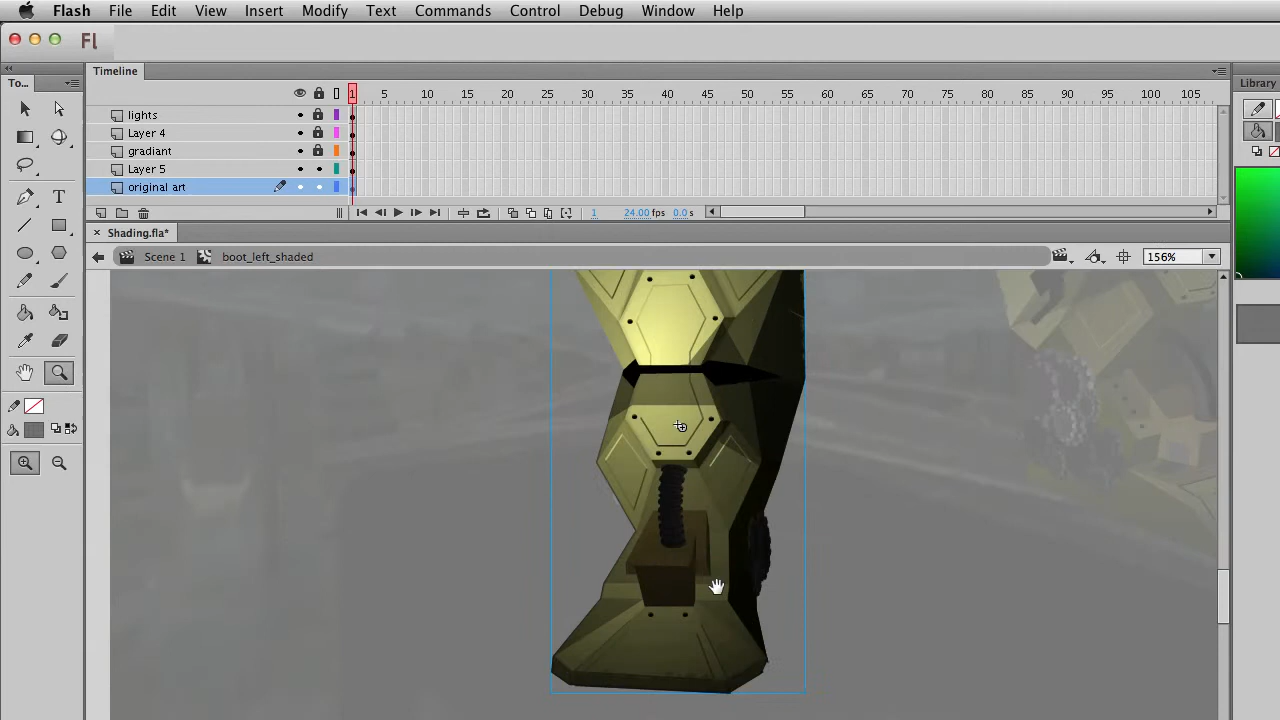 Flash File Edit View Insert Modify Text Commands Control Debug Window Help
Fl
To...
Timeline
Library
1 5 10 15 20 25 30 35 40 45 50 55 60 65 70 75 80 85 90 95 100 105
lights
Layer 4
gradiant
Layer 5
original art
1 24.00 fps 0.0 s
Shading.fla*
Scene 1 boot_left_shaded 156%
T